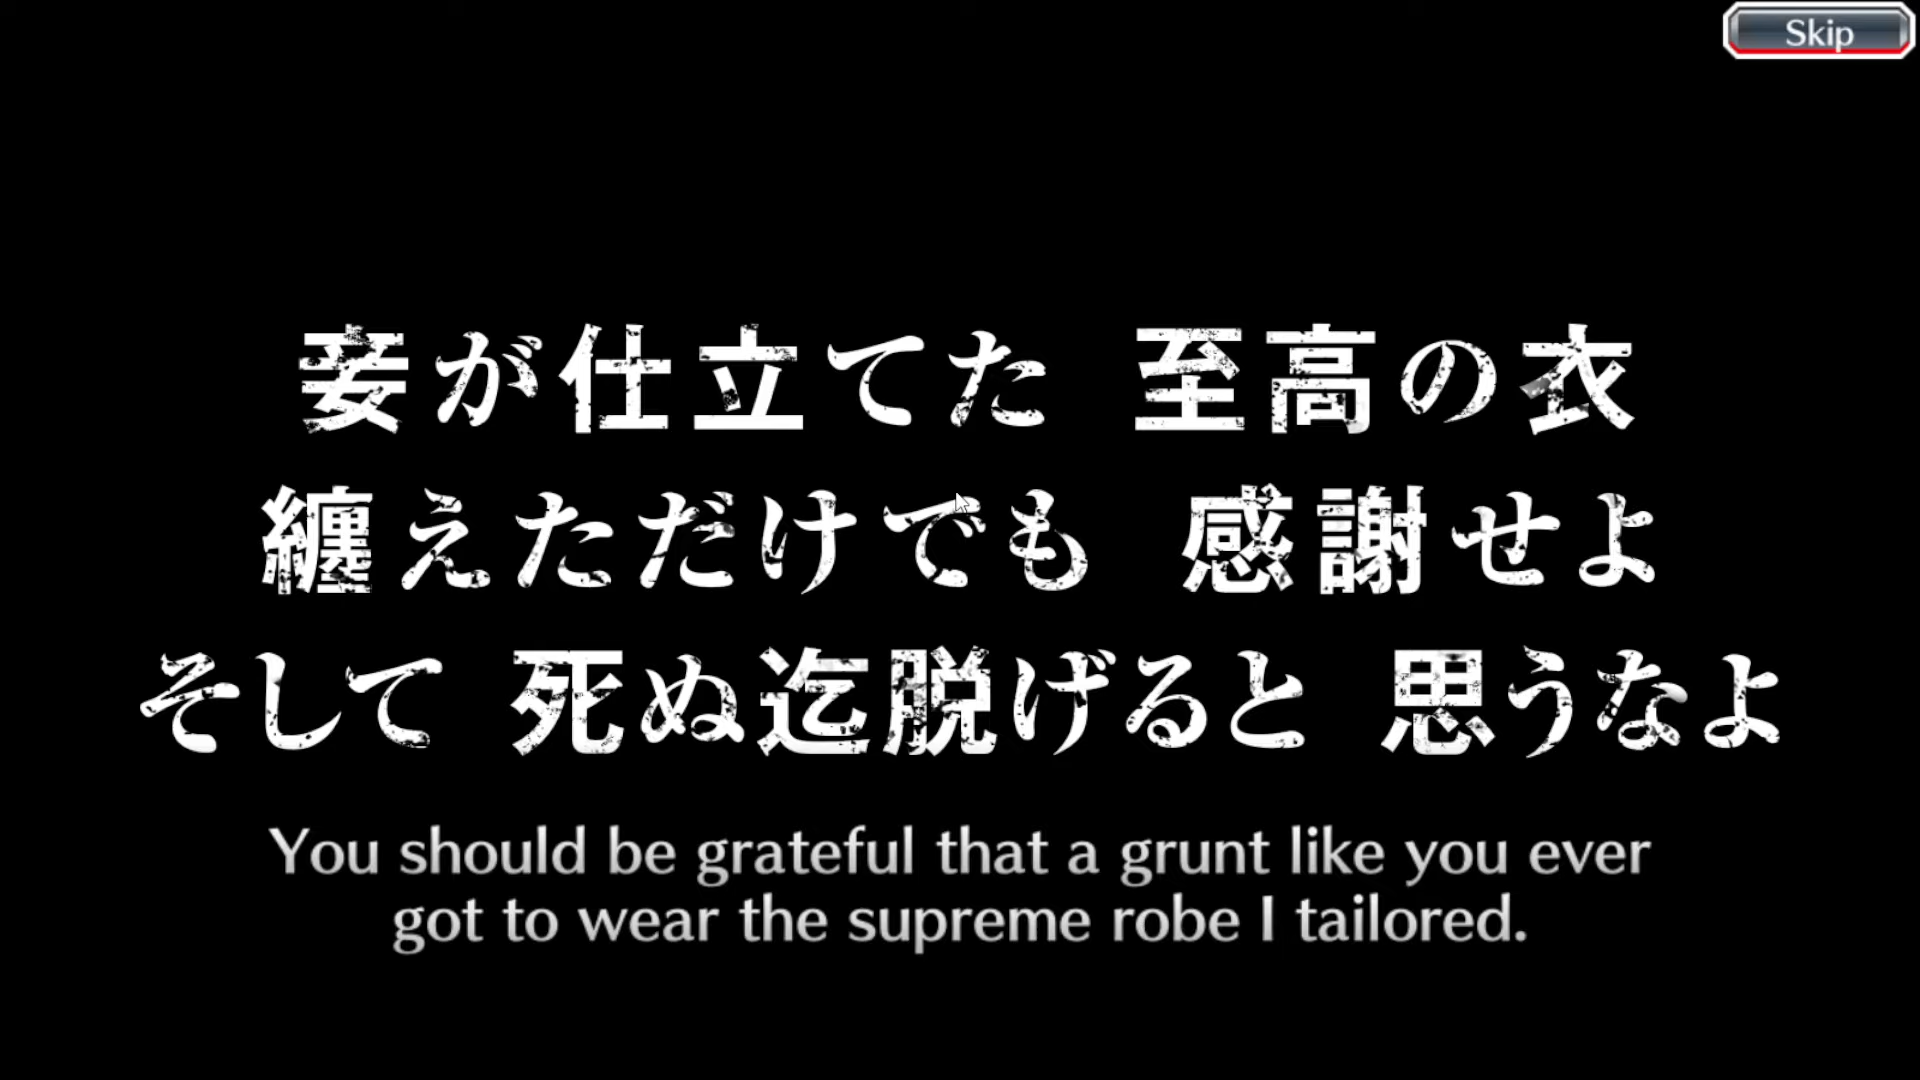 Skip
妾が仕立てた 至高の衣
纏えただけでも 感謝せよ
そして 死ぬ迄脱げると 思うなよ
You should be grateful that a grunt like you ever
got to wear the supreme robe I tailored.